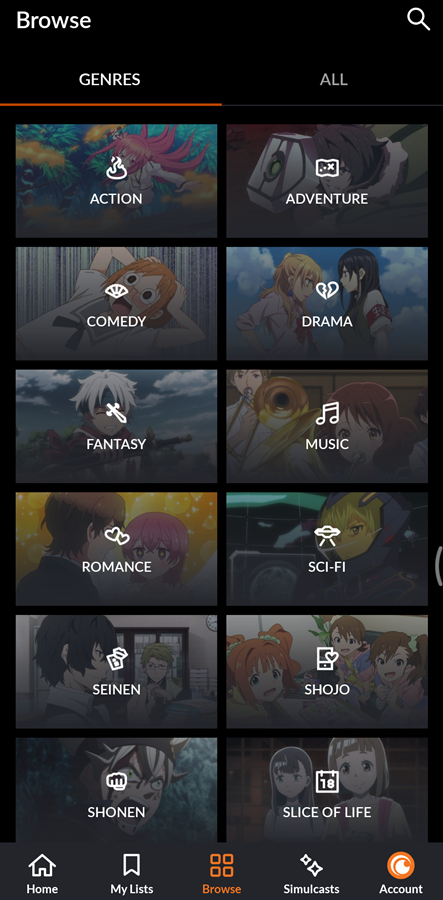 Browse
GENRES
ALL
ACTION
ADVENTURE
COMEDY
DRAMA
FANTASY
MUSIC
ROMANCE
SCI-FI
SEINEN
SHOJO
18
SHONEN
SLICE OF LIFE
Home
My Lists
Browse
Simulcasts
Account